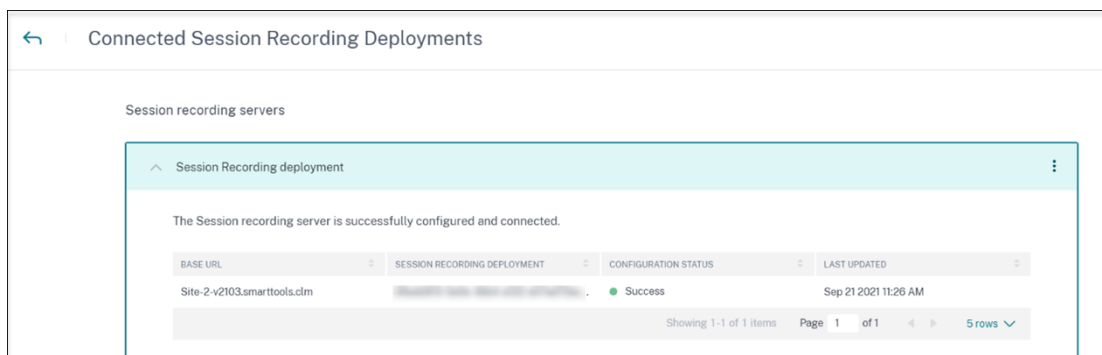 Connected Session Recording Deployments
Session recording servers
Session Recording deployment
The Session recording server is successfully configured and connected.
BASE URL SESSION RECORDING DEPLOYMENT CONFIGURATION STATUS LAST UPDATED
Site-2-v2103.smarttools.clm . Success Sep 21 2021 11:26 AM
Showing 1-1 of 1 items Page 1 of 1 5 rows